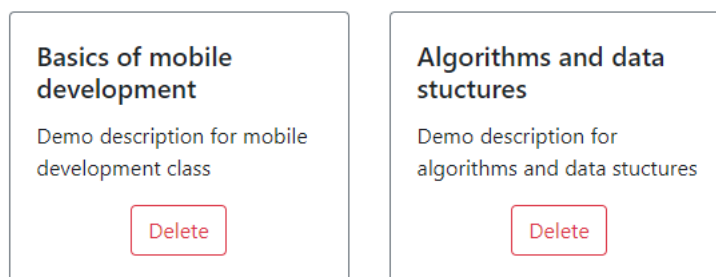 Basics of mobile
development
Demo description for mobile
development class
Delete
Algorithms and data
stuctures
Demo description for
algorithms and data stuctures
Delete